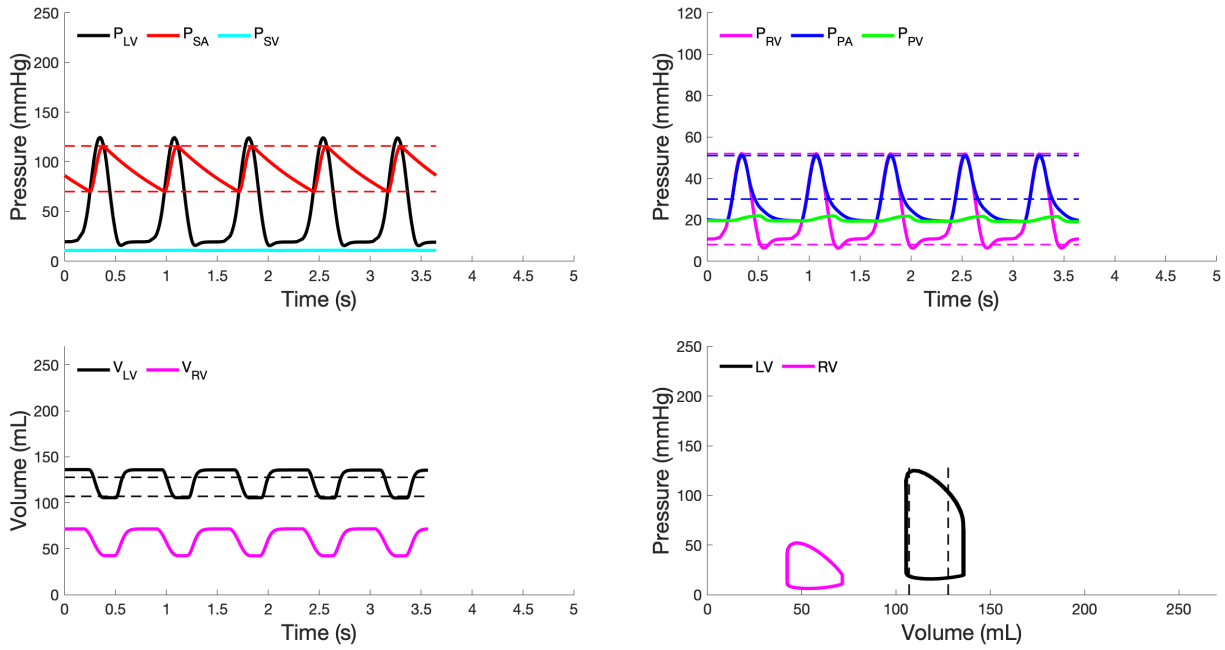 250
200
150
100
50
0
Pressure (mmHg)
P_LV P_SA P_SV
0 0.5 1 1.5 2 2.5 3 3.5 4 4.5 5
Time (s)
120
100
80
60
40
20
0
Pressure (mmHg)
P_RV P_PA P_PV
0 0.5 1 1.5 2 2.5 3 3.5 4 4.5 5
Time (s)
250
200
150
100
50
0
Volume (mL)
V_LV V_RV
0 0.5 1 1.5 2 2.5 3 3.5 4 4.5 5
Time (s)
250
200
150
100
50
0
Pressure (mmHg)
LV RV
0 50 100 150 200 250
Volume (mL)